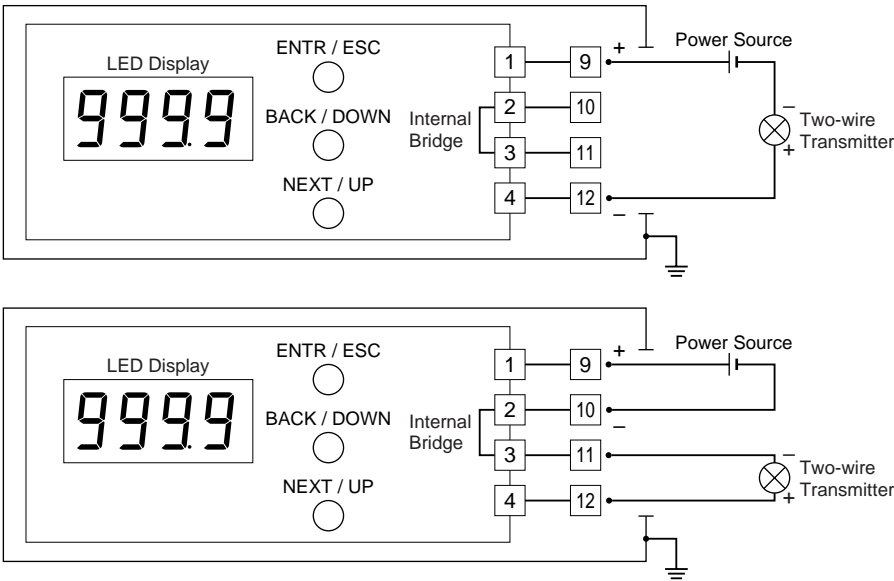 LED Display
999.9
ENTR / ESC
BACK / DOWN
NEXT / UP
Internal
Bridge
1
2
3
4
9
10
11
12
+
–
Power Source
–
+
Two-wire
Transmitter
LED Display
999.9
ENTR / ESC
BACK / DOWN
NEXT / UP
Internal
Bridge
1
2
3
4
9
10
11
12
+
–
Power Source
–
+
Two-wire
Transmitter